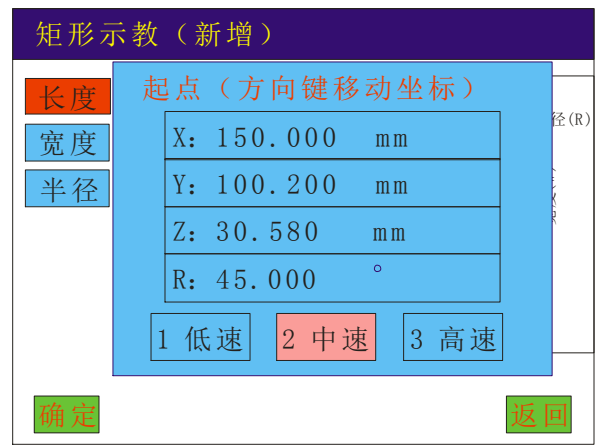 矩形示教（新增）
起点（方向键移动坐标）
长度
宽度
半径
X: 150.000 mm
Y: 100.200 mm
Z: 30.580 mm
R: 45.000 °
径(R)
1 低速 2 中速 3 高速
确定 返回